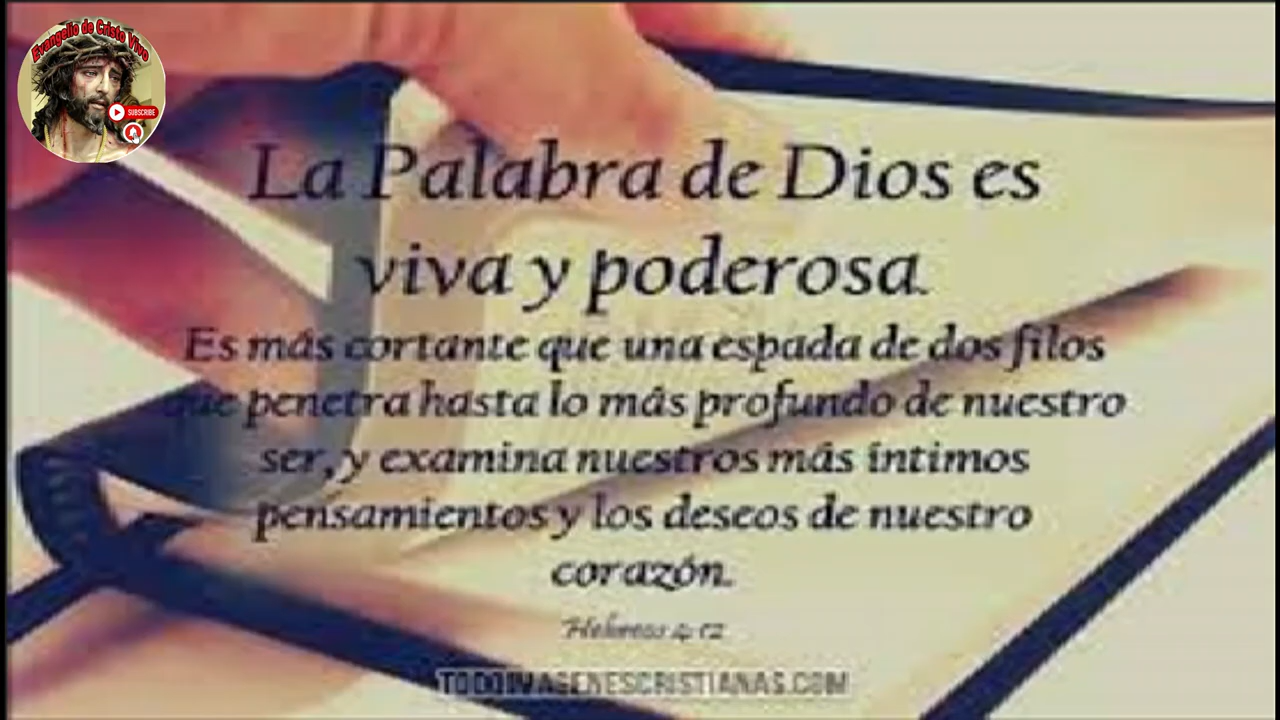 Evangelio de Cristo Vivo
SUBSCRIBE
La Palabra de Dios es
viva y poderosa.
Es más cortante que una espada de dos filos
que penetra hasta lo más profundo de nuestro
ser, y examina nuestros más íntimos
pensamientos y los deseos de nuestro
corazón.
Hebreos 4:12
TODOIMAGENESCRISTIANAS.COM